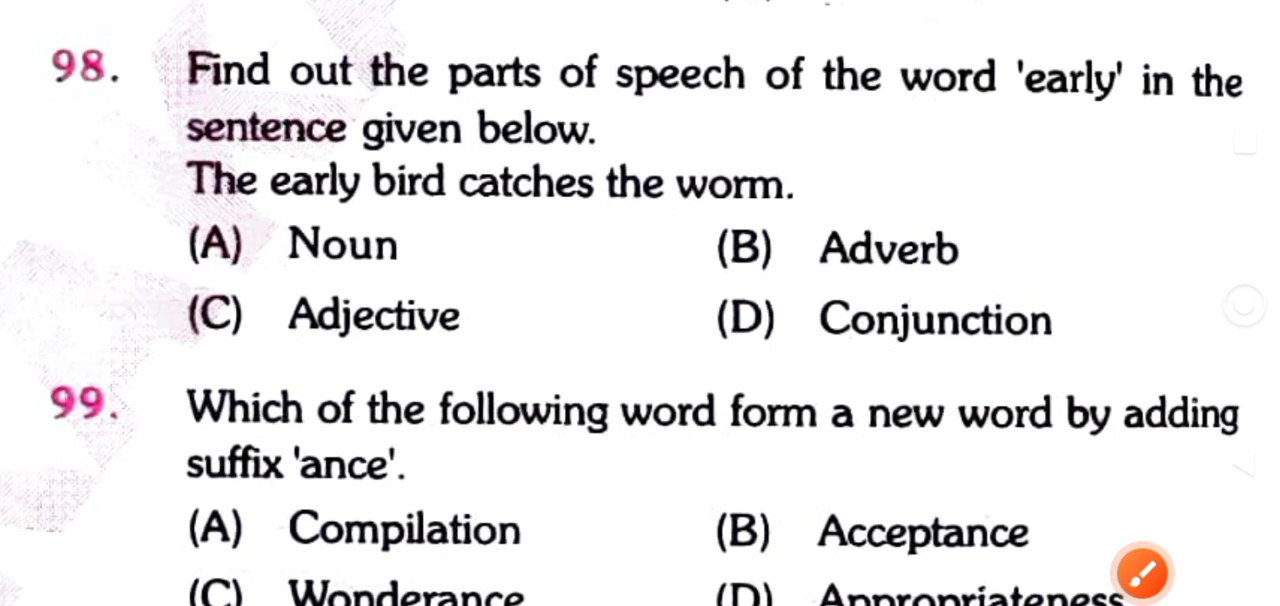 98. Find out the parts of speech of the word 'early' in the
sentence given below.
The early bird catches the worm.
(A) Noun (B) Adverb
(C) Adjective (D) Conjunction
99. Which of the following word form a new word by adding
suffix 'ance'.
(A) Compilation (B) Acceptance
(C) Wonderance (D) Appropriateness